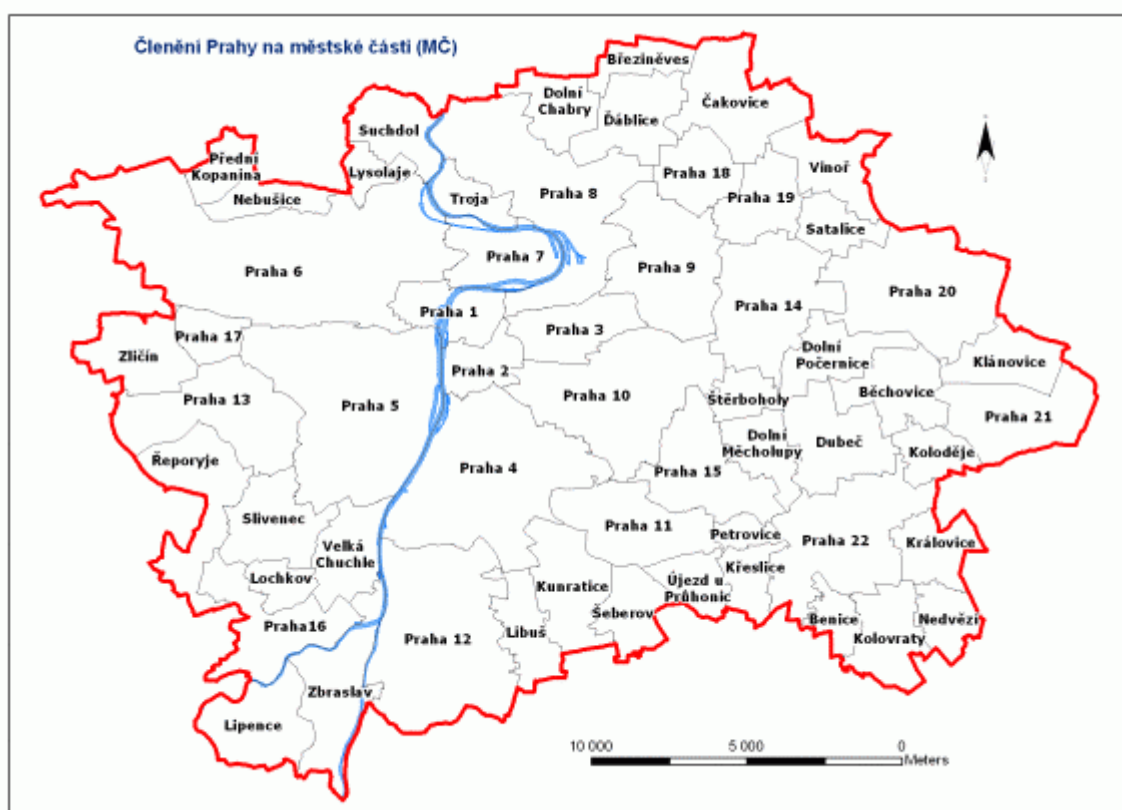 Členění Prahy na městské části (MČ)
Březiněves
Dolní
Chabry
Čakovice
Ďáblice
Suchdol
Přední
Kopanina
Lysolaje
Nebušice
Troja
Praha 8
Praha 18
Vinoř
Praha 19
Satalice
Praha 6
Praha 7
Praha 9
Praha 20
Praha 14
Praha 1
Praha 3
Praha 17
Zličín
Praha 2
Dolní
Počernice
Klánovice
Běchovice
Praha 13
Praha 5
Praha 10
Štěrboholy
Praha 21
Dolní
Měcholupy
Dubeč
Koloděje
Řeporyje
Praha 4
Praha 15
Slivenec
Praha 11
Petrovice
Praha 22
Královice
Velká
Chuchle
Lochkov
Kunratice
Újezd u
Průhonic
Křeslice
Šeberov
Praha16
Praha 12
Libuš
Benice
Kolovraty
Nedvězí
Zbraslav
Lipence
10 000 5 000 0
Meters